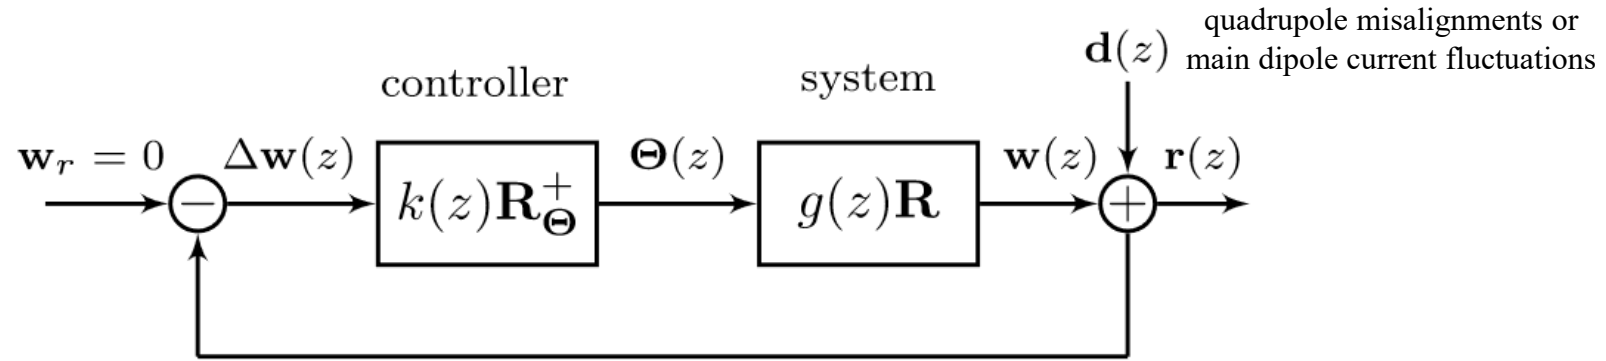 quadrupole misalignments or
main dipole current fluctuations
d(z)
controller
system
w_r = 0
Δw(z)
Θ(z)
w(z)
r(z)
−
k(z)R_Θ^+
g(z)R
+